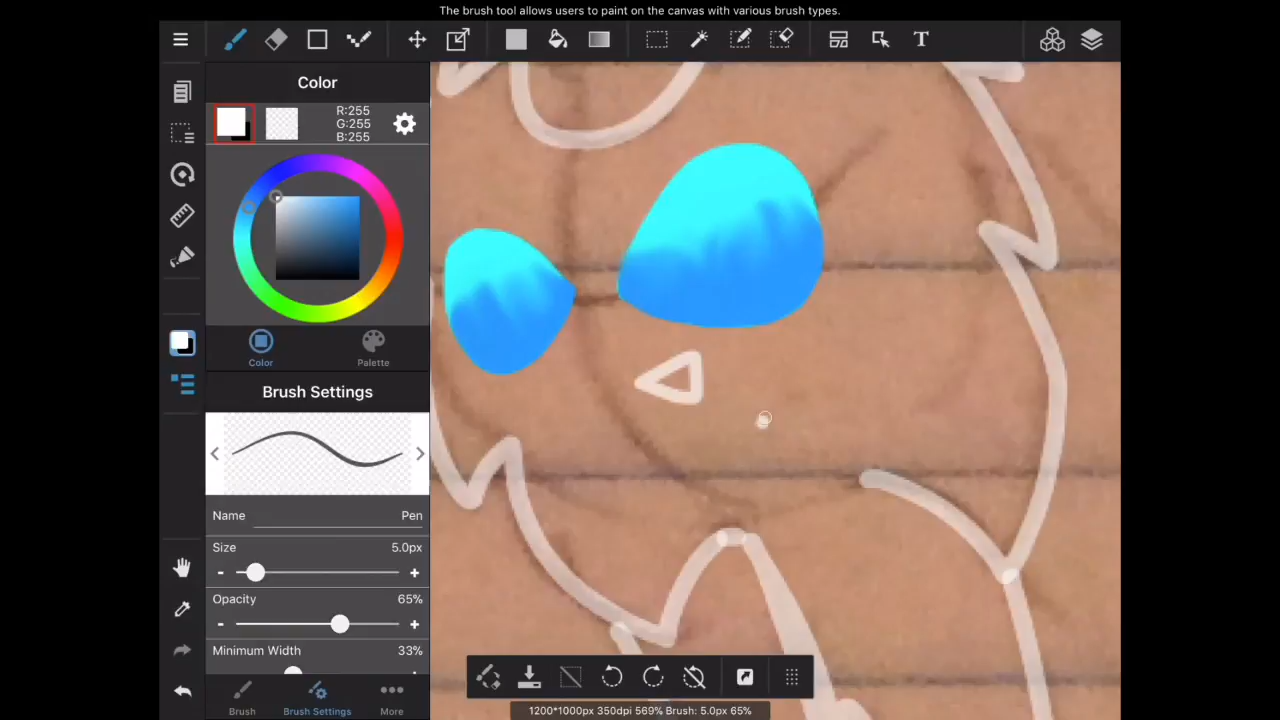 The brush tool allows users to paint on the canvas with various brush types.
T
Color
R:255
G:255
B:255
Color
Palette
Brush Settings
Name
Pen
Size
5.0px
-
+
Opacity
65%
-
+
Minimum Width
33%
Brush
Brush Settings
More
1200*1000px 350dpi 569% Brush: 5.0px 65%